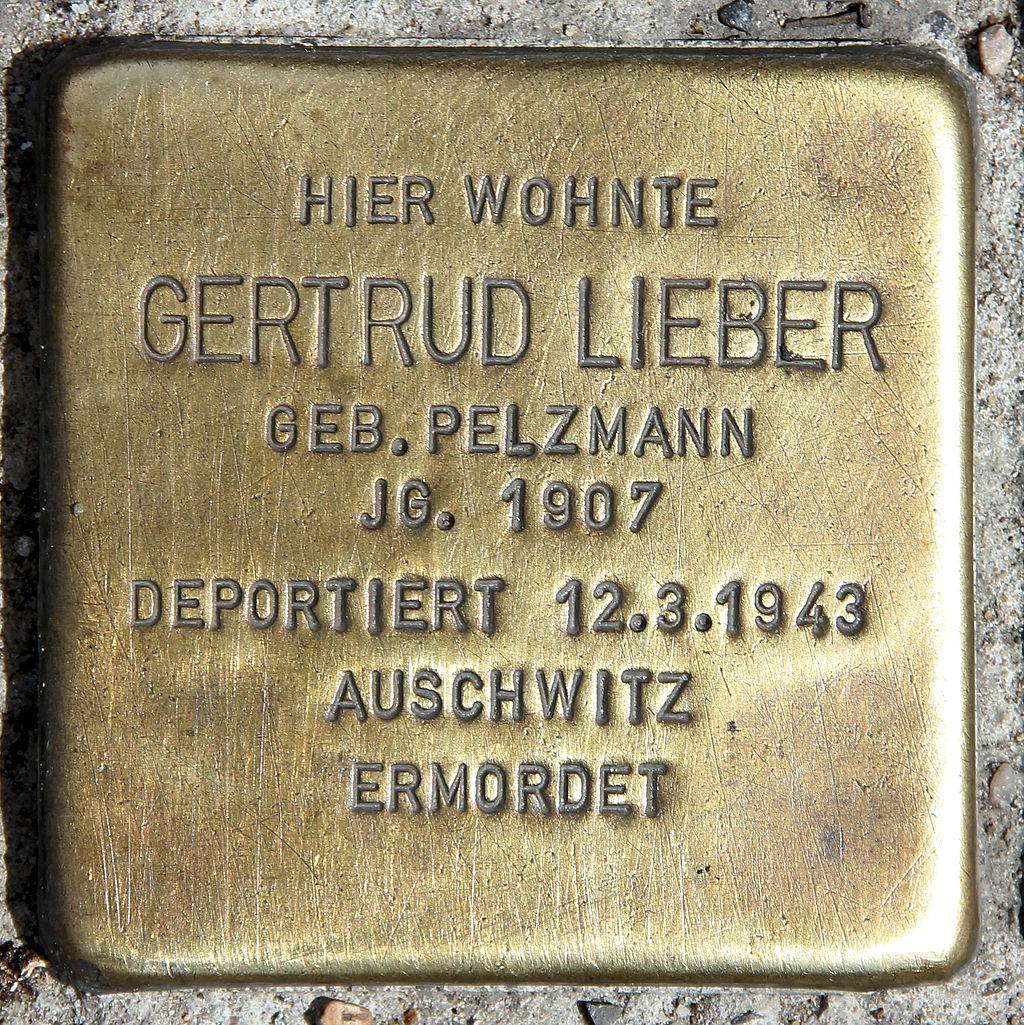 HIER WOHNTE
GERTRUD LIEBER
GEB. PELZMANN
JG. 1907
DEPORTIERT 12.3.1943
AUSCHWITZ
ERMORDET